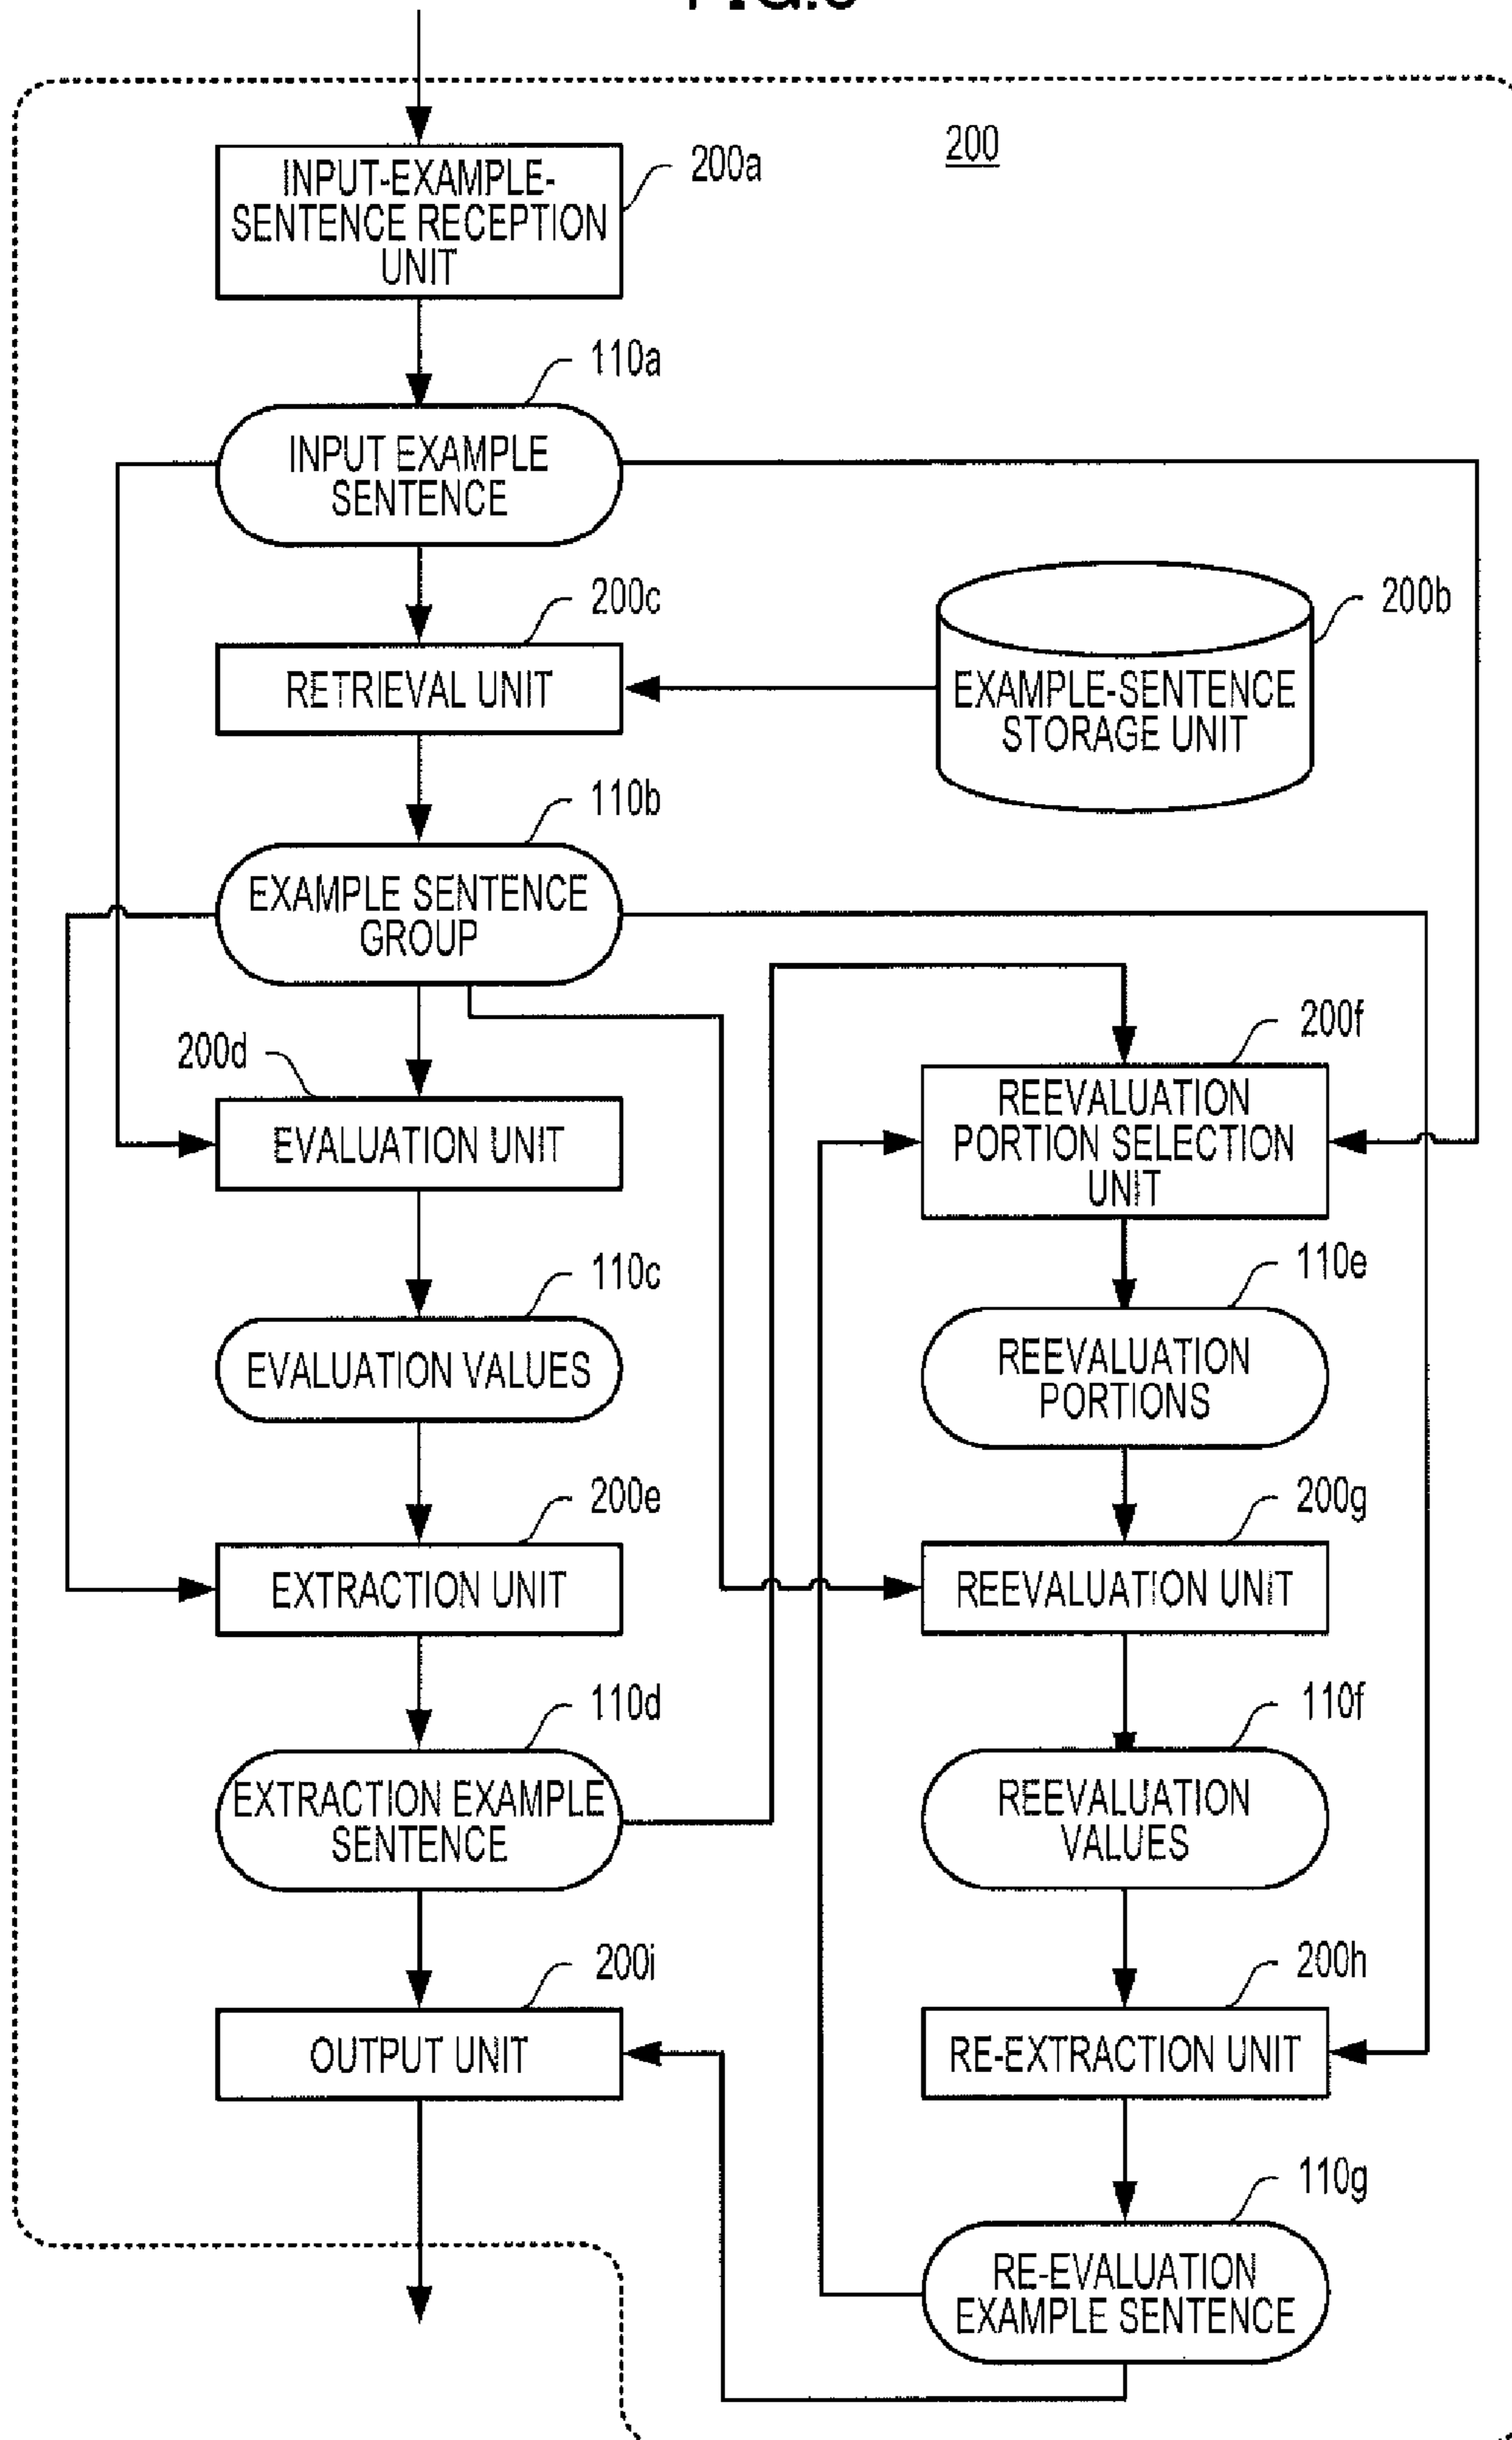 200
INPUT-EXAMPLE-
SENTENCE RECEPTION
UNIT
200a
110a
INPUT EXAMPLE
SENTENCE
200c
RETRIEVAL UNIT
200b
EXAMPLE-SENTENCE
STORAGE UNIT
110b
EXAMPLE SENTENCE
GROUP
200d
EVALUATION UNIT
110c
EVALUATION VALUES
200e
EXTRACTION UNIT
110d
EXTRACTION EXAMPLE
SENTENCE
200i
OUTPUT UNIT
200f
REEVALUATION
PORTION SELECTION
UNIT
110e
REEVALUATION
PORTIONS
200g
REEVALUATION UNIT
110f
REEVALUATION
VALUES
200h
RE-EXTRACTION UNIT
110g
RE-EVALUATION
EXAMPLE SENTENCE